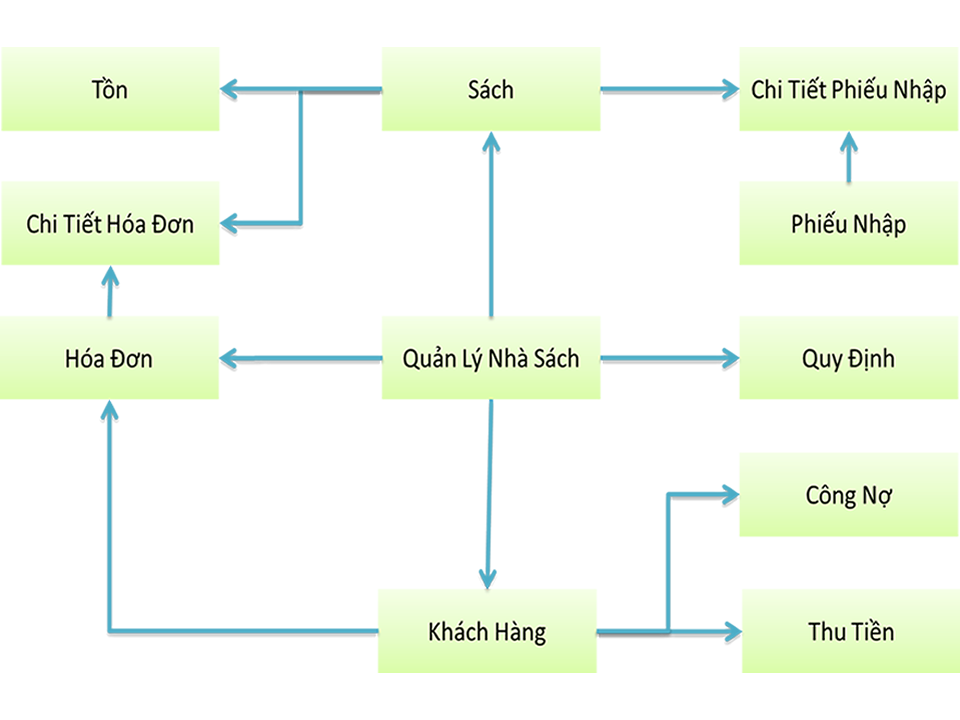 Tồn
Sách
Chi Tiết Phiếu Nhập
Chi Tiết Hóa Đơn
Phiếu Nhập
Hóa Đơn
Quản Lý Nhà Sách
Quy Định
Công Nợ
Khách Hàng
Thu Tiền